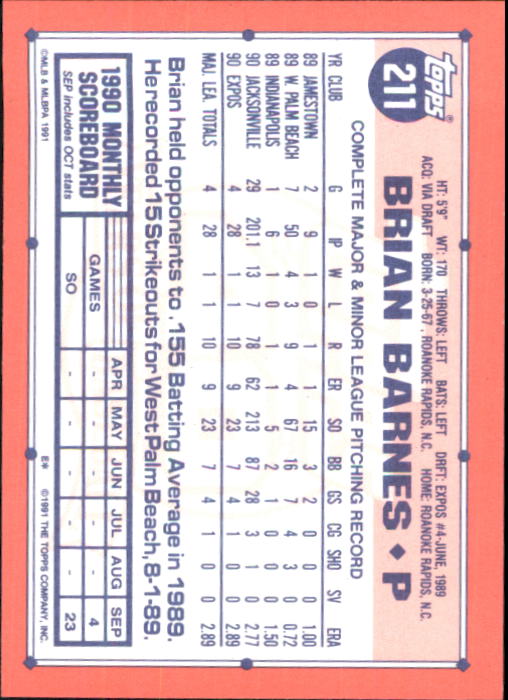 topps®
211
HT: 5'9" WT: 170 THROWS: LEFT BATS: LEFT DRFT: EXPOS #4-JUNE, 1989
ACQ: VIA DRAFT BORN: 3-25-67, ROANOKE RAPIDS, N.C. HOME: ROANOKE RAPIDS, N.C.
BRIAN BARNES ♦ P
COMPLETE MAJOR & MINOR LEAGUE PITCHING RECORD
YR CLUB G IP W L R ER SO BB GS CG SHO SV ERA
89 JAMESTOWN 2 9 1 0 1 1 15 3 2 0 0 0 1.00
89 W. PALM BEACH 7 50 4 3 9 4 67 16 7 4 3 0 0.72
89 INDIANAPOLIS 1 6 1 0 1 1 5 2 1 0 0 0 1.50
90 JACKSONVILLE 29 201.1 13 7 78 62 213 87 28 3 1 0 2.77
90 EXPOS 4 28 1 1 10 9 23 7 4 1 0 0 2.89
MAJ. LEA. TOTALS 4 28 1 1 10 9 23 7 4 1 0 0 2.89
Brian held opponents to .155 Batting Average in 1989.
He recorded 15 Strikeouts for West Palm Beach, 8-1-89.
1990 MONTHLY
SCOREBOARD
SEP includes OCT stats
APR MAY JUN JUL AUG SEP
GAMES - - - - - 4
SO - - - - - 23
©MLB & MLBPA 1991 E* ©1991 THE TOPPS COMPANY, INC.